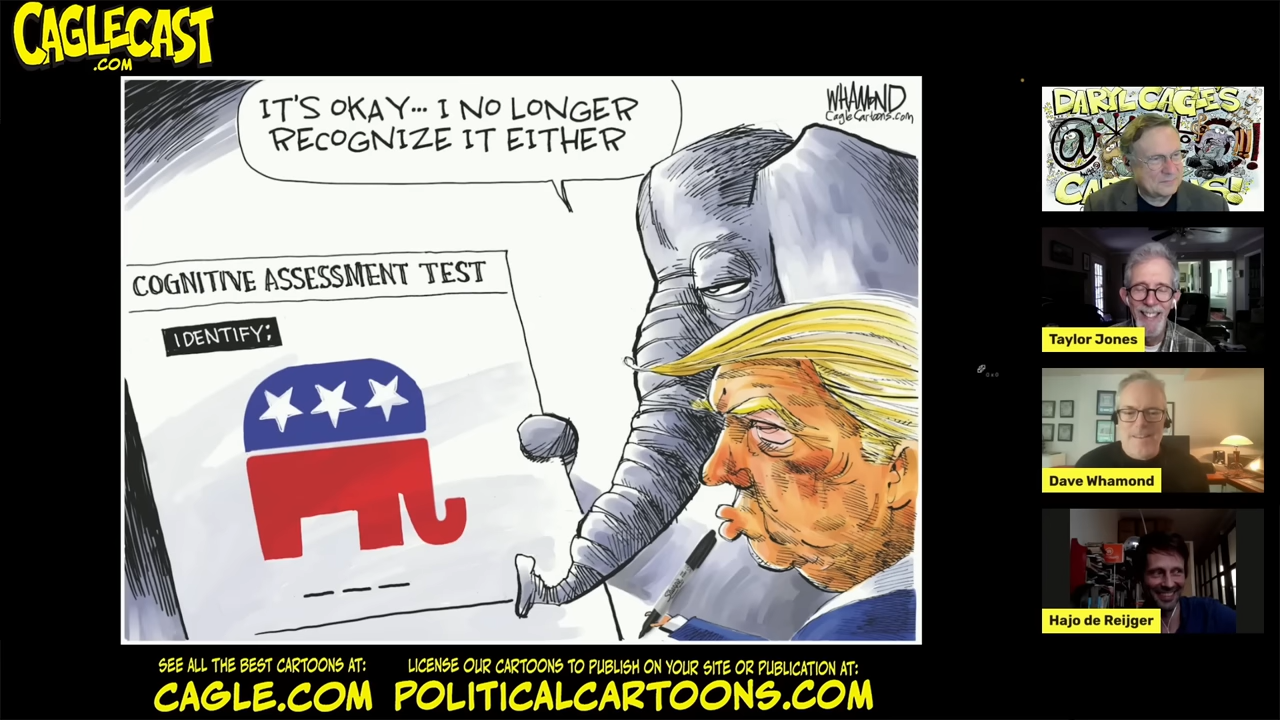 CAGLECAST
.COM
IT'S OKAY... I NO LONGER
RECOGNIZE IT EITHER
WHAMOND
CagleCartoons.com
COGNITIVE ASSESSMENT TEST
IDENTIFY:
DARYL CAGLE'S
Taylor Jones
Dave Whamond
Hajo de Reijger
SEE ALL THE BEST CARTOONS AT:
CAGLE.COM
LICENSE OUR CARTOONS TO PUBLISH ON YOUR SITE OR PUBLICATION AT:
POLITICALCARTOONS.COM